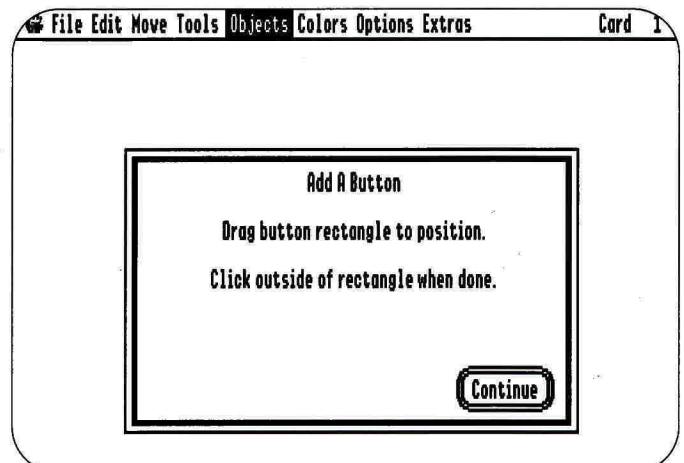 File Edit Move Tools Objects Colors Options Extras Card 1
Add A Button
Drag button rectangle to position.
Click outside of rectangle when done.
Continue